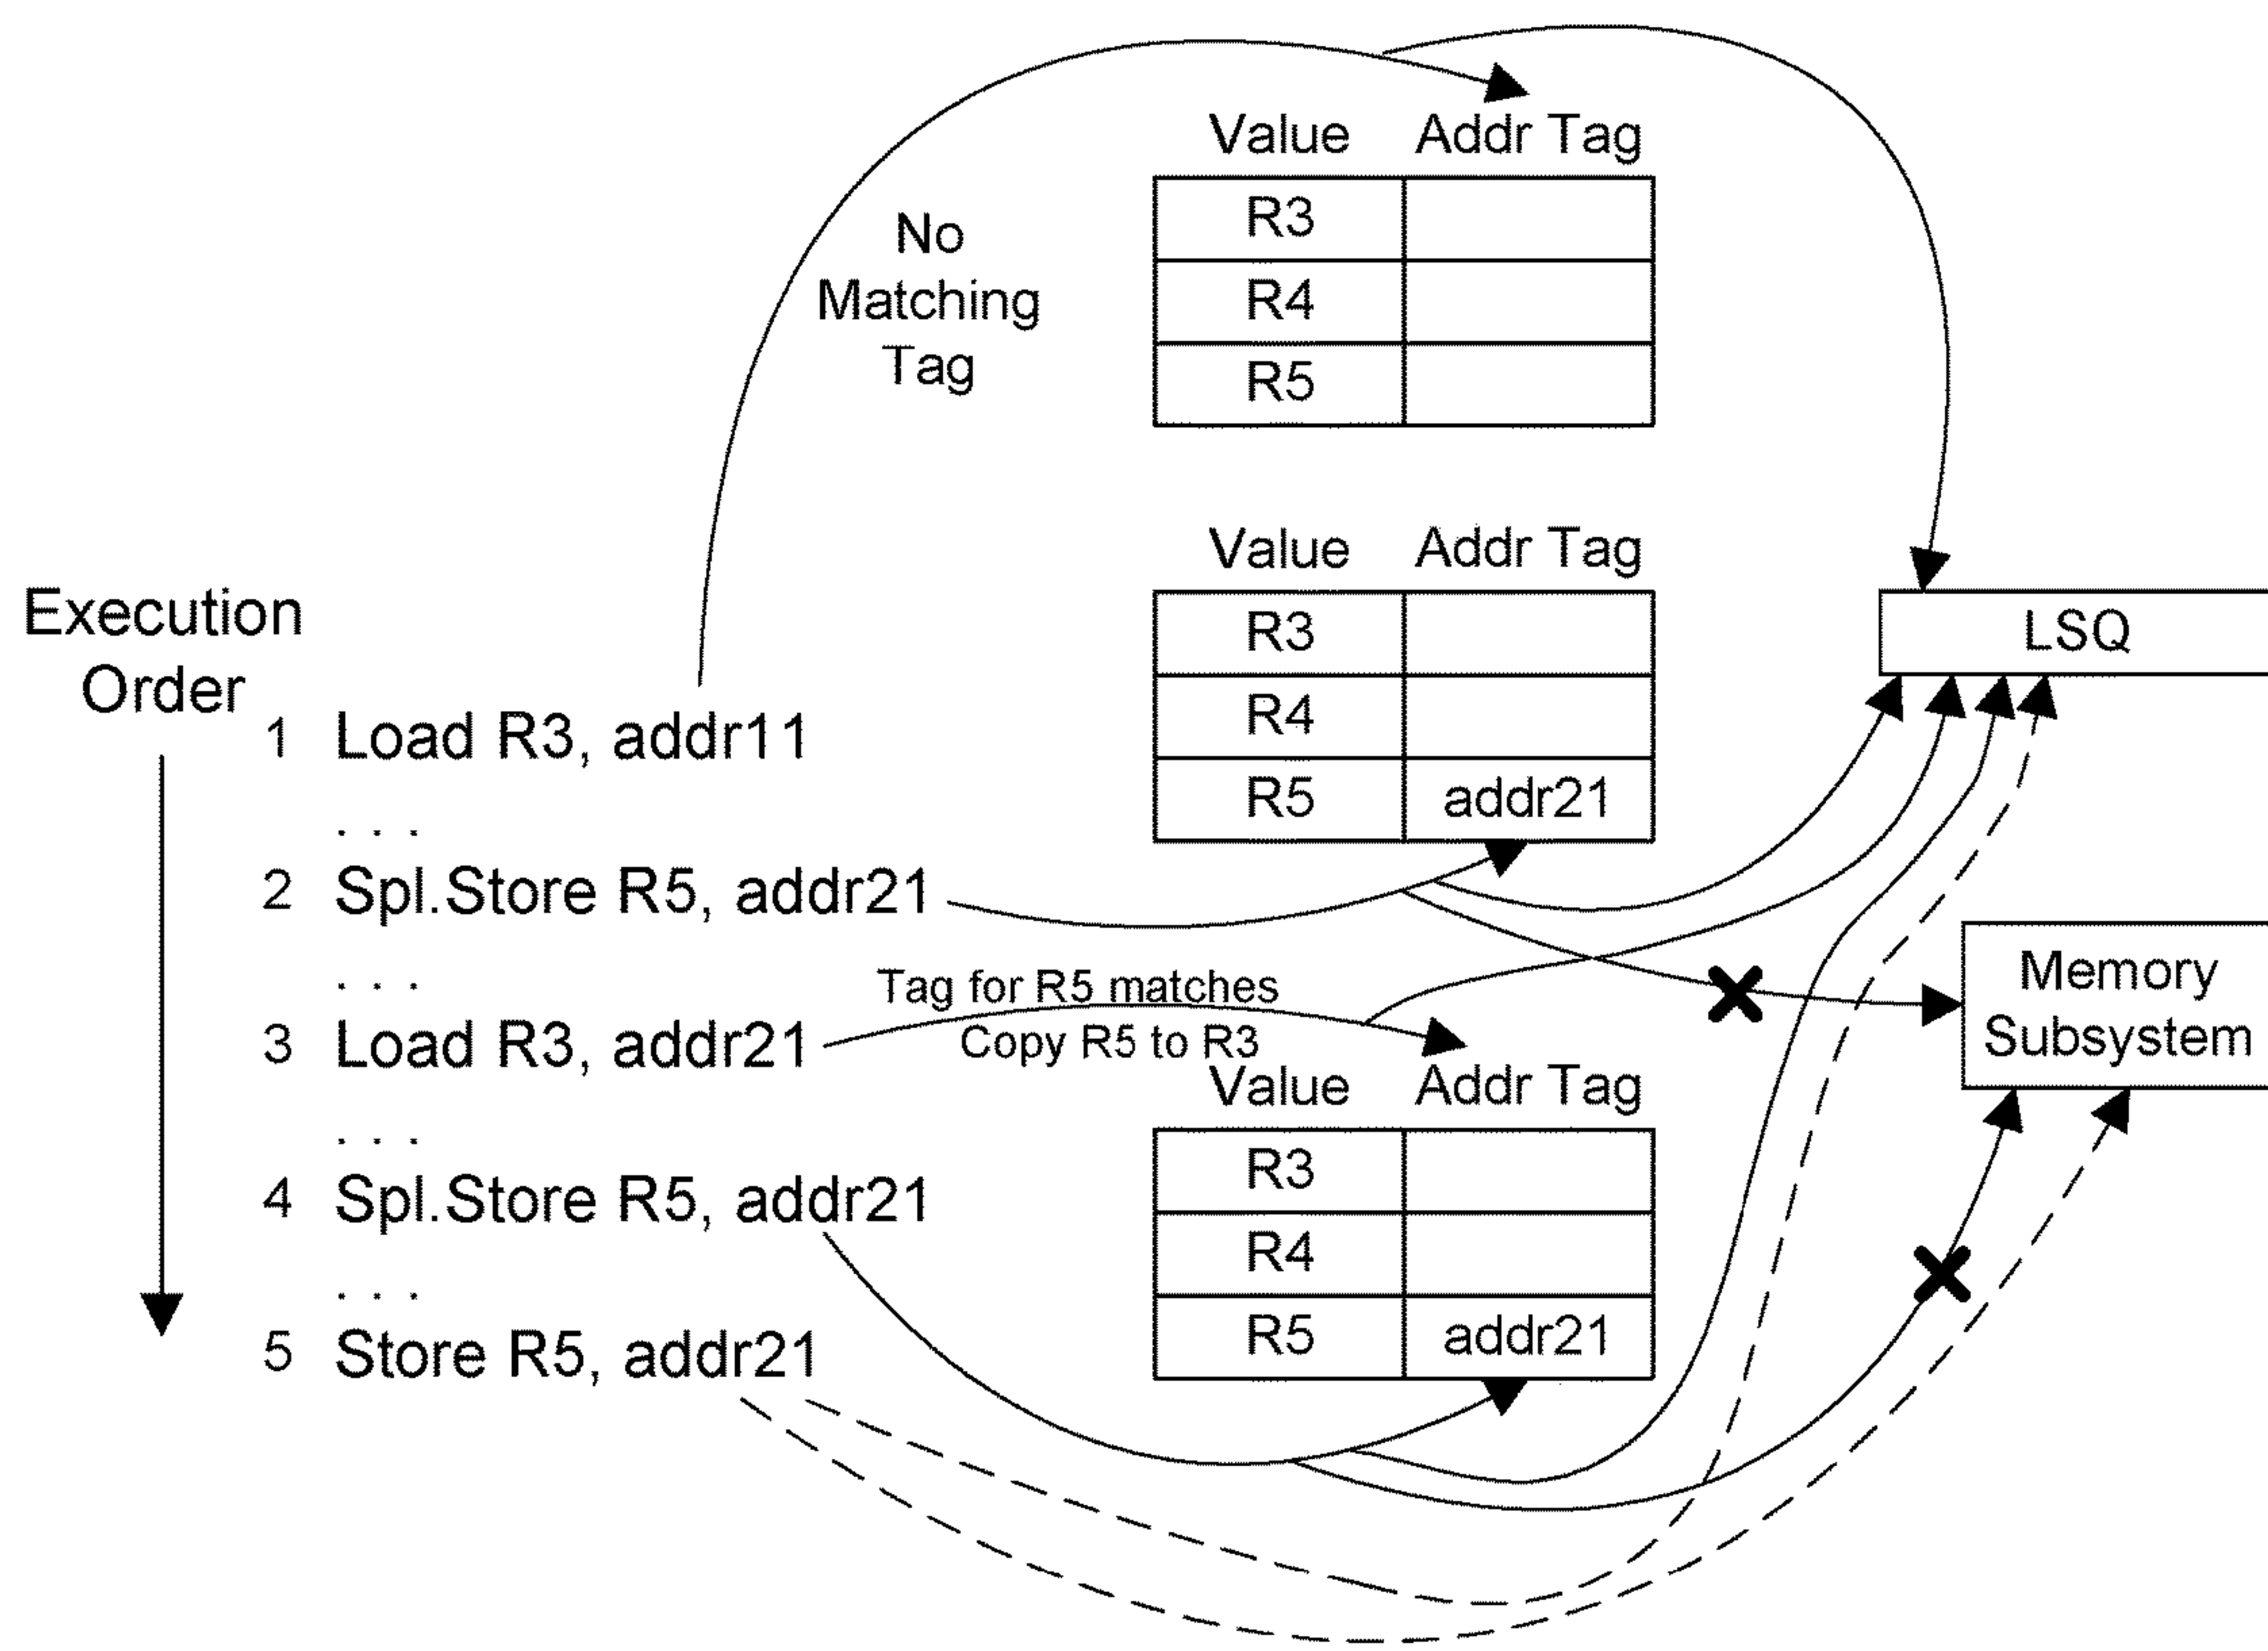 Value Addr Tag
R3
R4
R5
No
Matching
Tag
Value Addr Tag
R3
R4
R5 addr21
LSQ
Execution
Order
1 Load R3, addr11
. . .
2 Spl.Store R5, addr21
. . .
3 Load R3, addr21
. . .
4 Spl.Store R5, addr21
. . .
5 Store R5, addr21
Tag for R5 matches
Copy R5 to R3
Memory
Subsystem
Value Addr Tag
R3
R4
R5 addr21